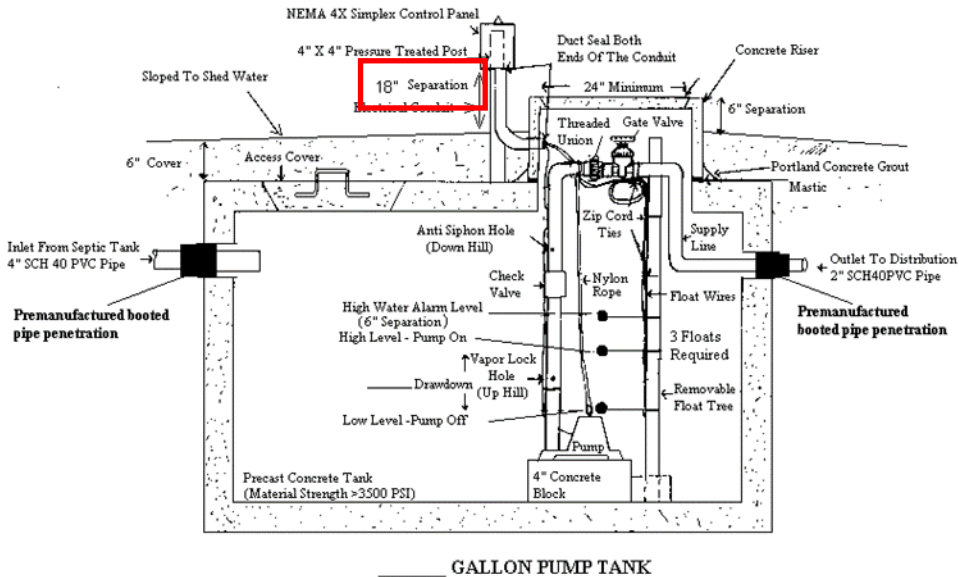 NEMA 4X Simplex Control Panel
4" X 4" Pressure Treated Post
18" Separation
Electrical Conduit
Duct Seal Both
Ends Of The Conduit
Concrete Riser
24" Minimum
6" Separation
Sloped To Shed Water
6" Cover
Access Cover
Threaded
Union
Gate Valve
Portland Concrete Grout
Mastic
Inlet From Septic Tank
4" SCH 40 PVC Pipe
Premanufactured booted
pipe penetration
Anti Siphon Hole
(Down Hill)
Zip Cord
Ties
Supply
Line
Outlet To Distribution
2" SCH40PVC Pipe
Premanufactured
booted pipe penetration
Check
Valve
Nylon
Rope
Float Wires
High Water Alarm Level
(6" Separation)
High Level - Pump On
3 Floats
Required
Vapor Lock
Hole
(Up Hill)
____ Drawdown
Removable
Float Tree
Low Level -Pump Off
Pump
Precast Concrete Tank
(Material Strength >3500 PSI)
4" Concrete
Block
______ GALLON PUMP TANK